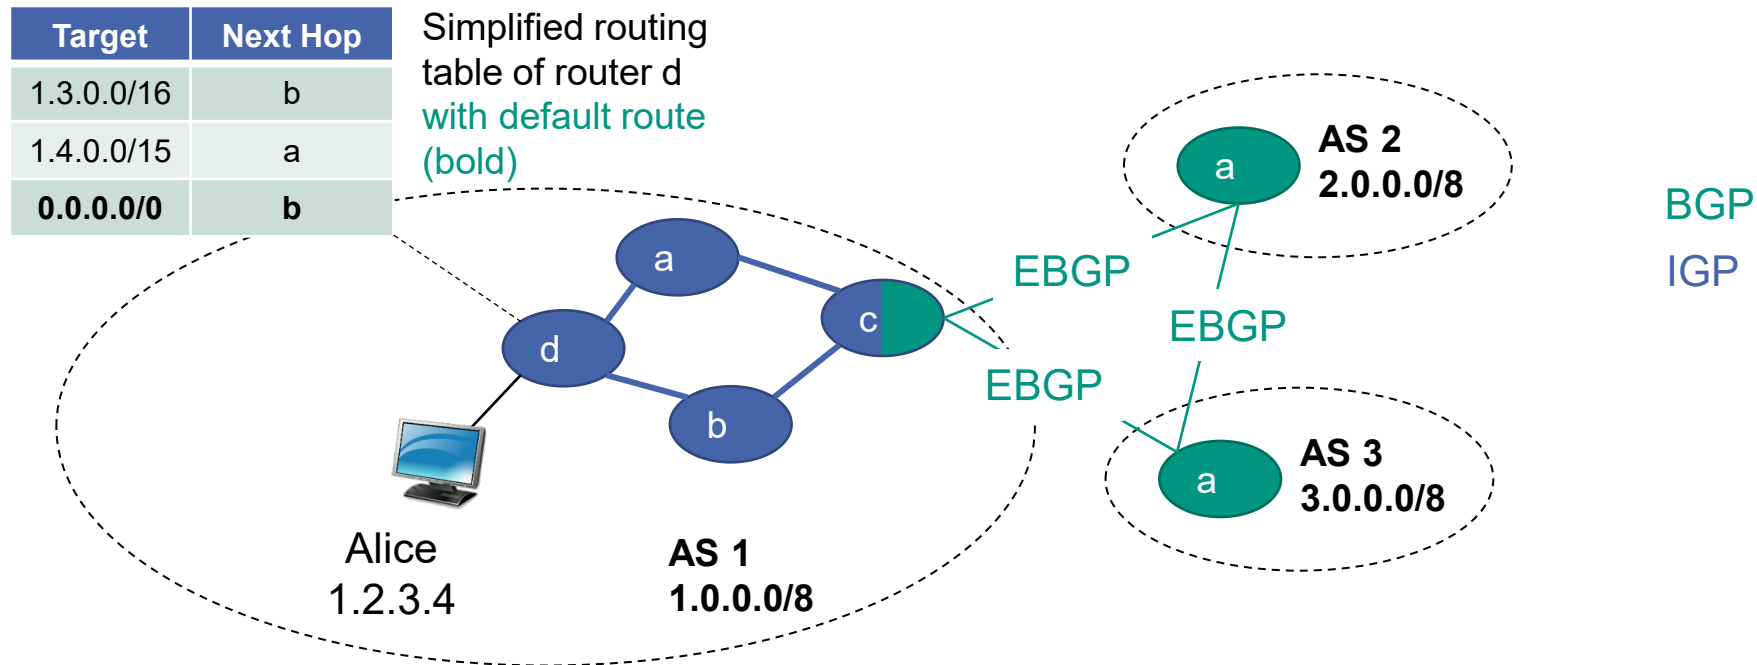 Target Next Hop
1.3.0.0/16 b
1.4.0.0/15 a
0.0.0.0/0 b
Simplified routing
table of router d
with default route
(bold)
a
c
d
b
Alice
1.2.3.4
AS 1
1.0.0.0/8
EBGP
EBGP
EBGP
a
AS 2
2.0.0.0/8
a
AS 3
3.0.0.0/8
BGP
IGP